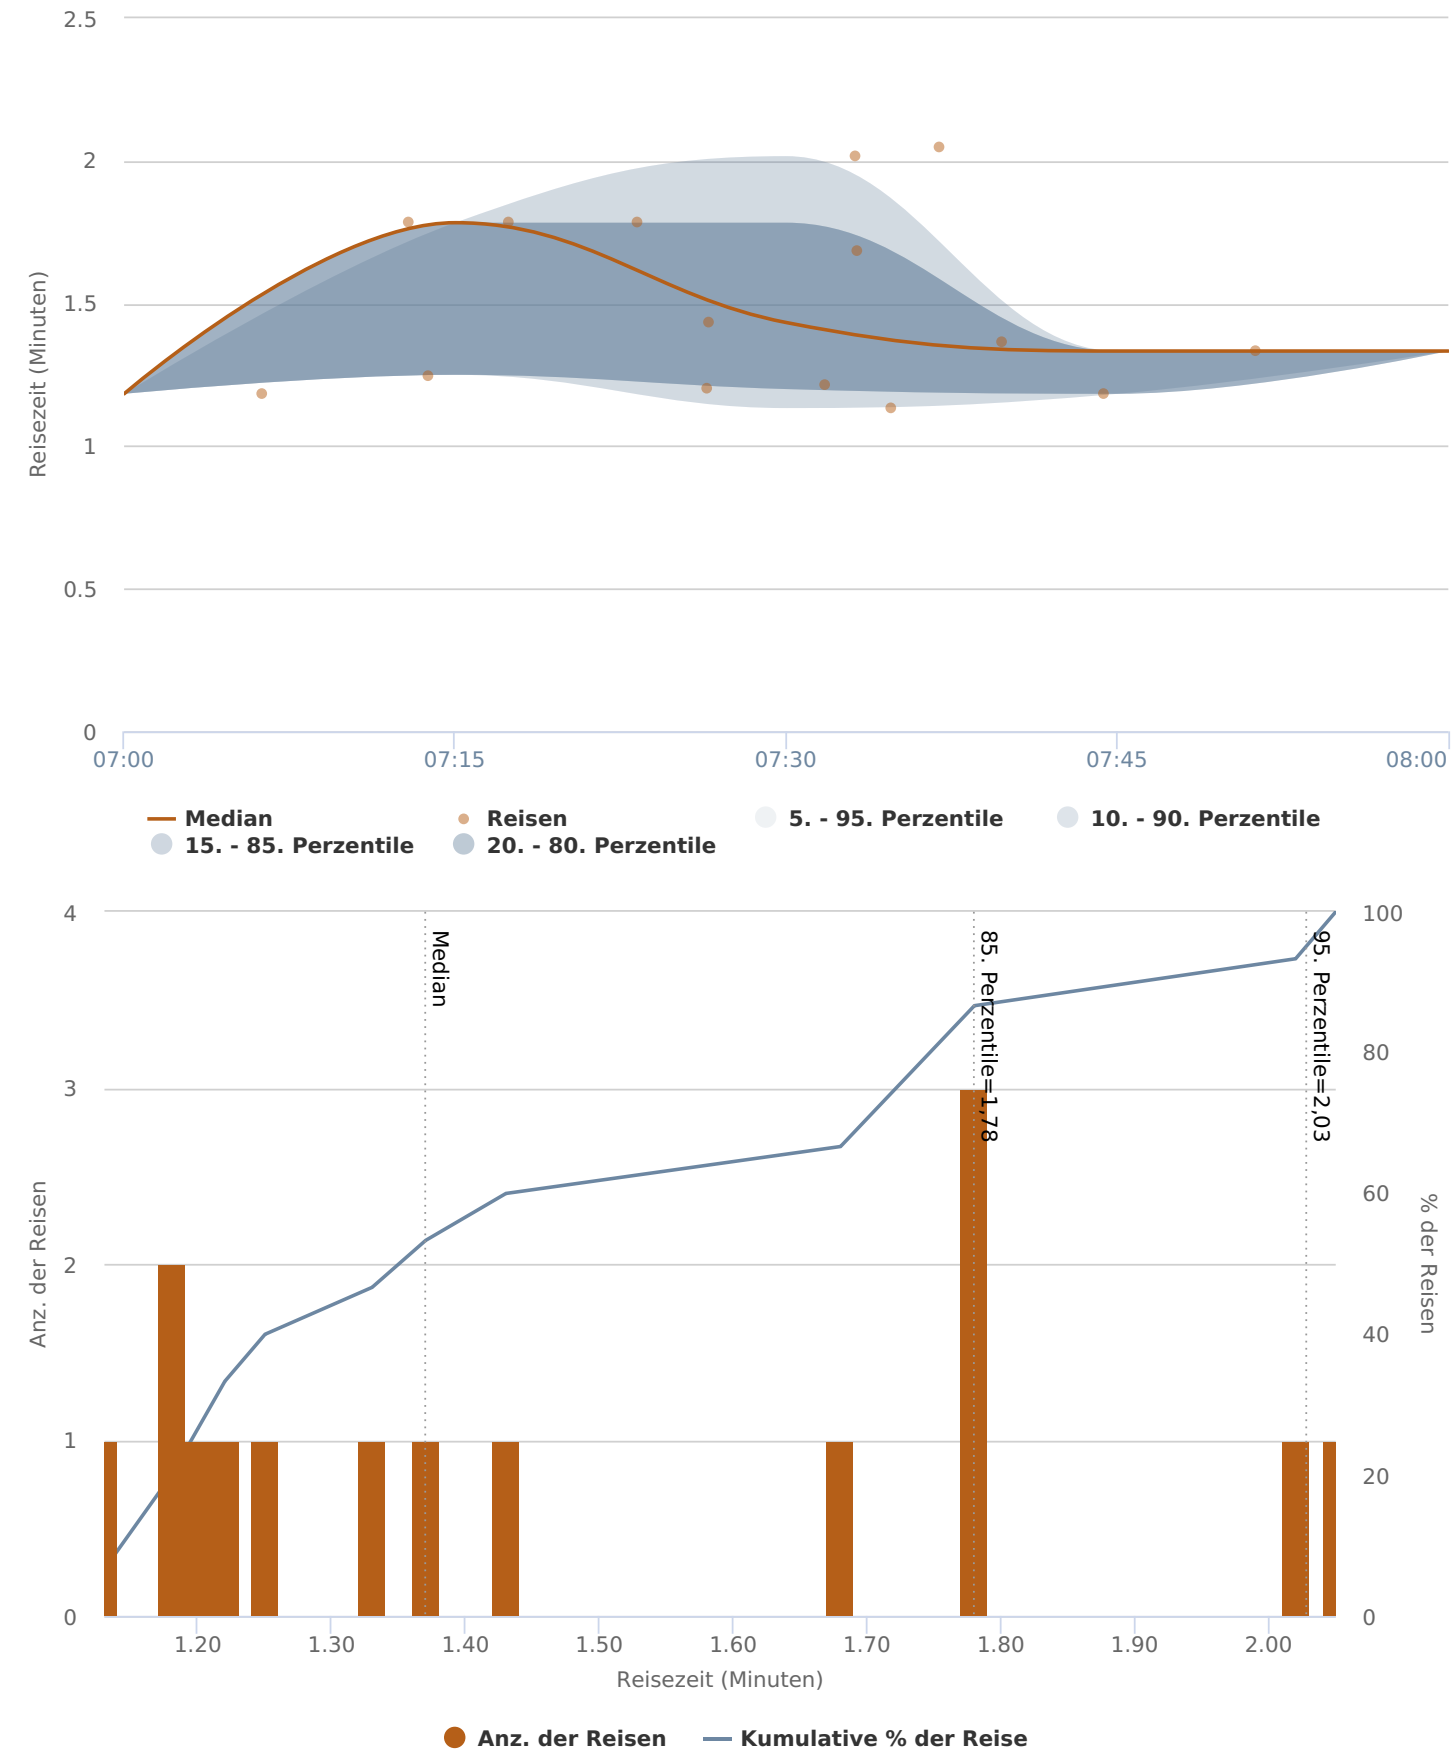 2.5
2
1.5
1
0.5
0
Reisezeit (Minuten)
07:00 07:15 07:30 07:45 08:00
Median Reisen 5. - 95. Perzentile 10. - 90. Perzentile
15. - 85. Perzentile 20. - 80. Perzentile
4
3
2
1
0
Anz. der Reisen
Median
85. Perzentile=1,78
95. Perzentile=2,03
100
80
60
40
20
0
% der Reisen
1.20 1.30 1.40 1.50 1.60 1.70 1.80 1.90 2.00
Reisezeit (Minuten)
Anz. der Reisen Kumulative % der Reise